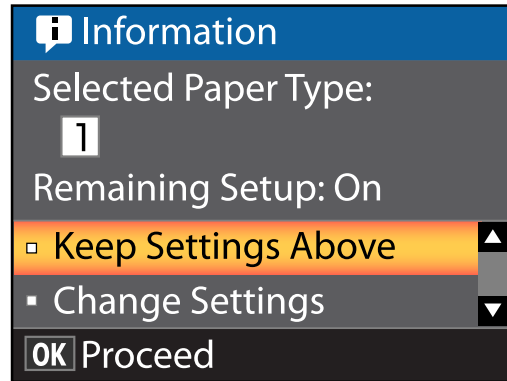 Information
Selected Paper Type:
1
Remaining Setup: On
Keep Settings Above
Change Settings
OK Proceed